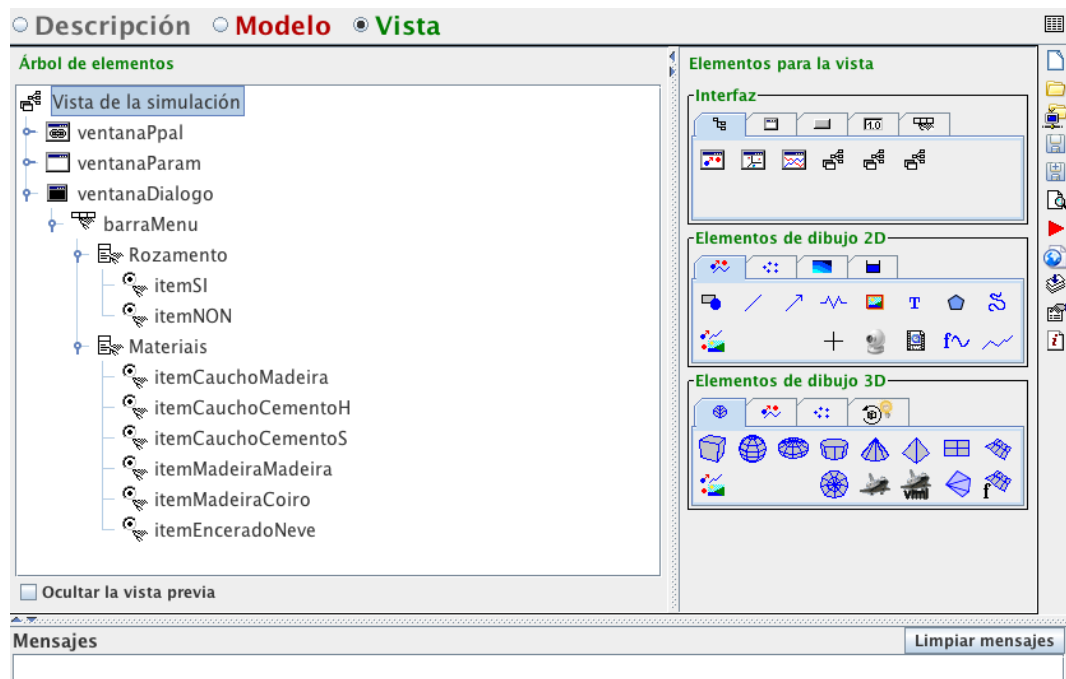 Descripción Modelo Vista
Árbol de elementos
Vista de la simulación
ventanaPpal
ventanaParam
ventanaDialogo
barraMenu
Rozamento
itemSI
itemNON
Materiais
itemCauchoMadeira
itemCauchoCementoH
itemCauchoCementoS
itemMadeiraMadeira
itemMadeiraCoiro
itemEnceradoNeve
Ocultar la vista previa
Elementos para la vista
Interfaz
1.0
Elementos de dibujo 2D
T
f
Elementos de dibujo 3D
vrml
f
Mensajes
Limpiar mensajes